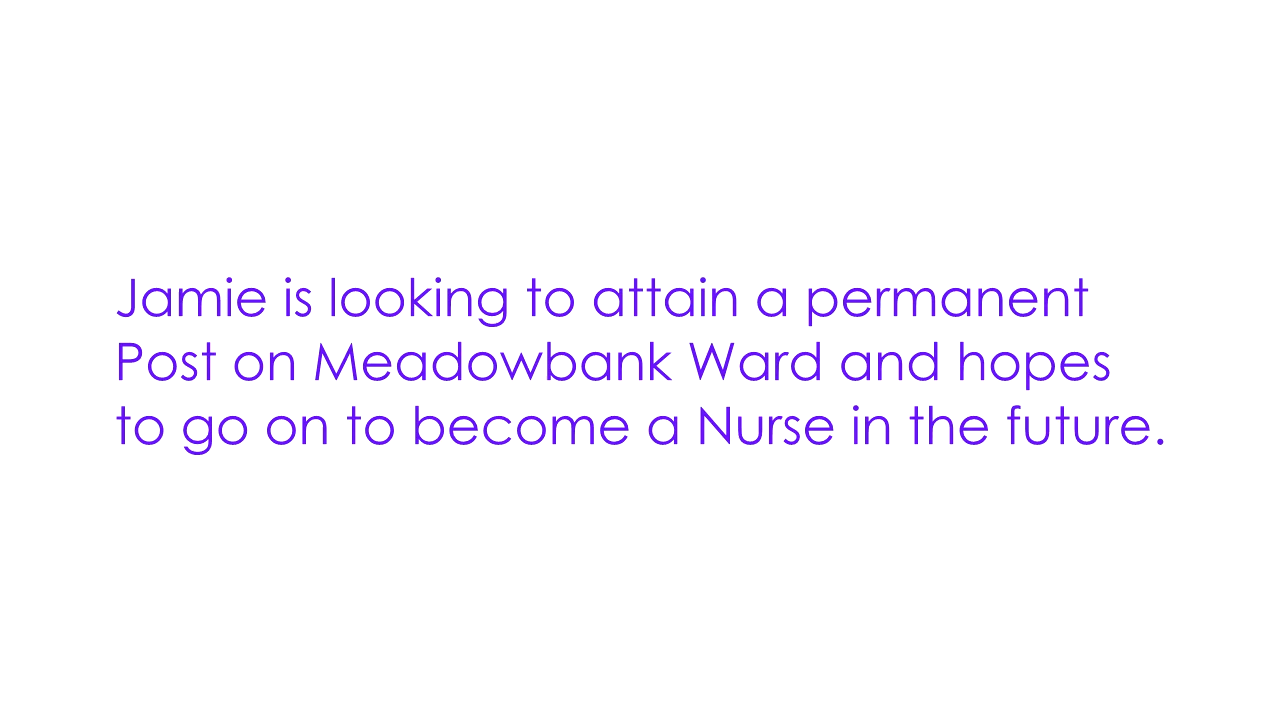 Jamie is looking to attain a permanent
Post on Meadowbank Ward and hopes
to go on to become a Nurse in the future.